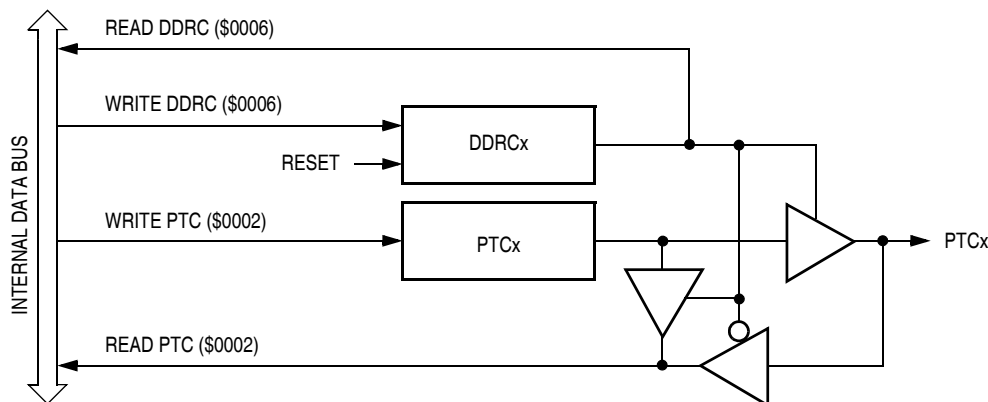 READ DDRC ($0006)
WRITE DDRC ($0006)
DDRCx
RESET
INTERNAL DATA BUS
WRITE PTC ($0002)
PTCx
PTCx
READ PTC ($0002)